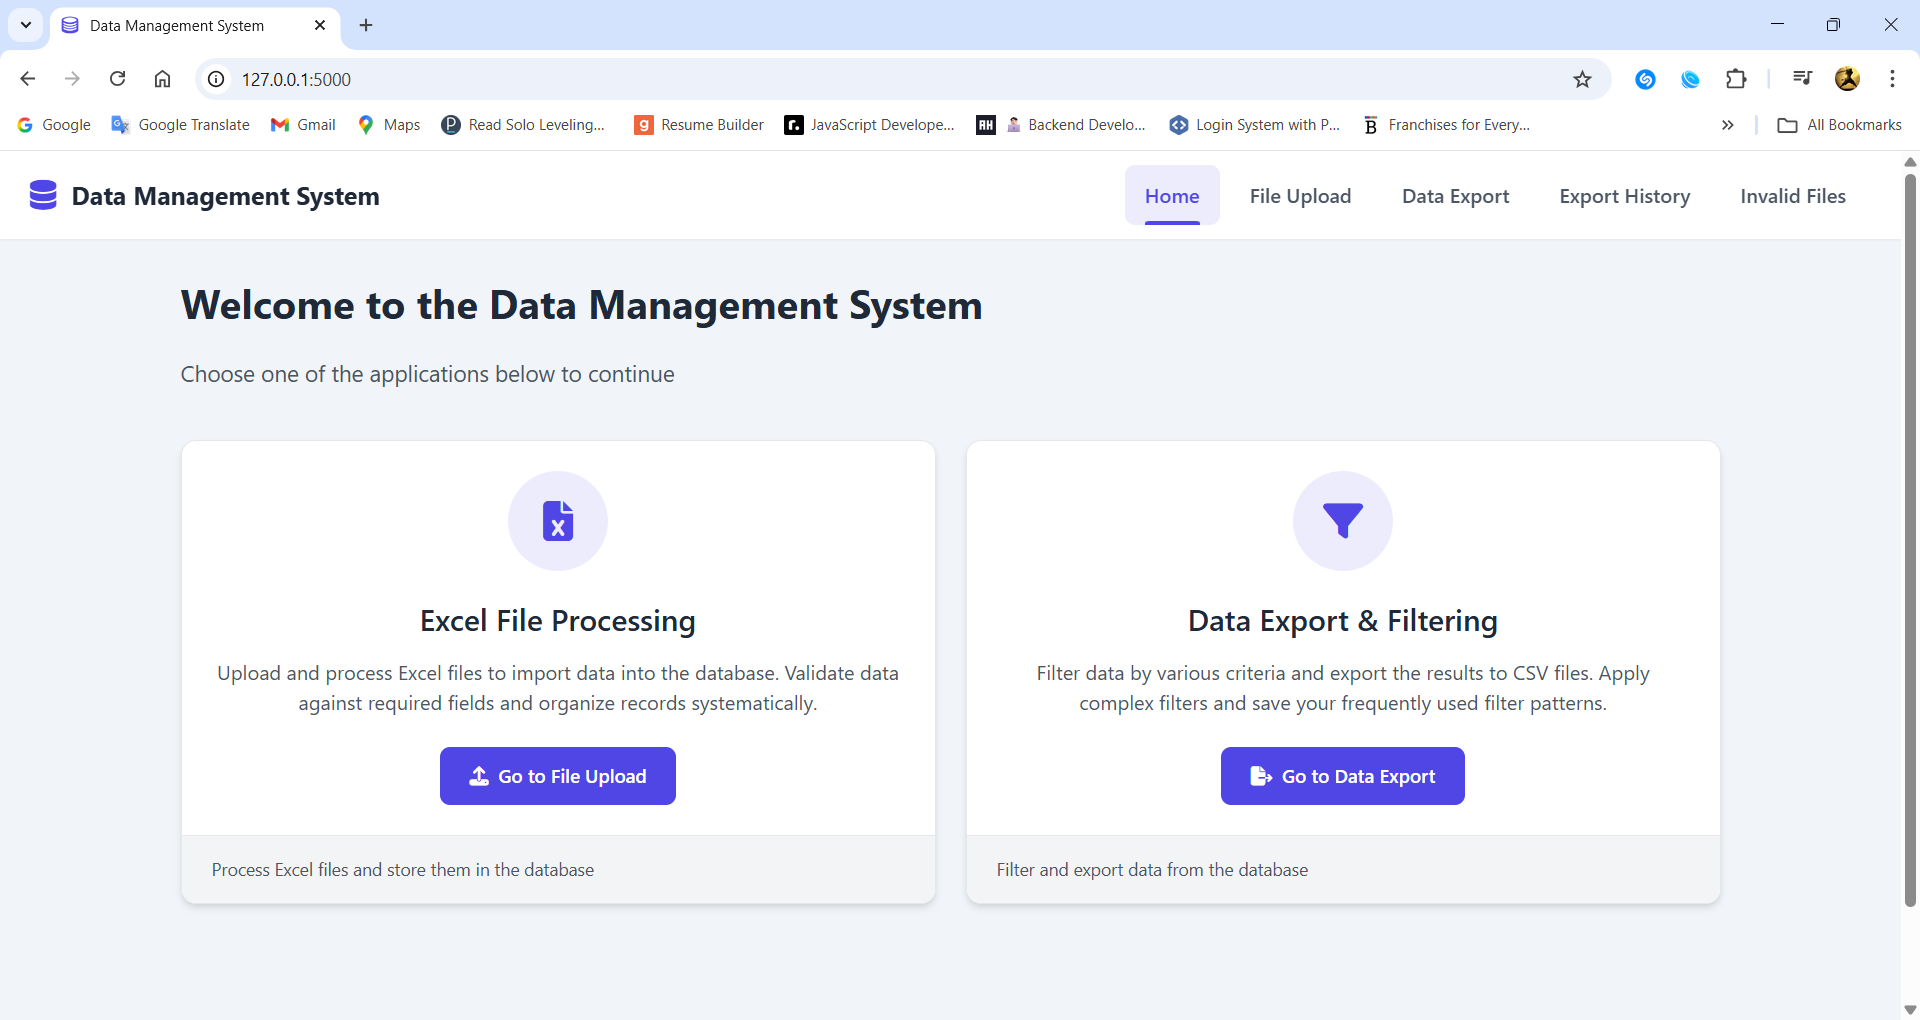 Data Management System
127.0.0.1:5000
Google
Google Translate
Gmail
Maps
Read Solo Leveling...
Resume Builder
JavaScript Develope...
Backend Develo...
Login System with P...
Franchises for Every...
All Bookmarks
Data Management System
Home
File Upload
Data Export
Export History
Invalid Files
Welcome to the Data Management System
Choose one of the applications below to continue
Excel File Processing
Upload and process Excel files to import data into the database. Validate data
against required fields and organize records systematically.
Go to File Upload
Process Excel files and store them in the database
Data Export & Filtering
Filter data by various criteria and export the results to CSV files. Apply
complex filters and save your frequently used filter patterns.
Go to Data Export
Filter and export data from the database